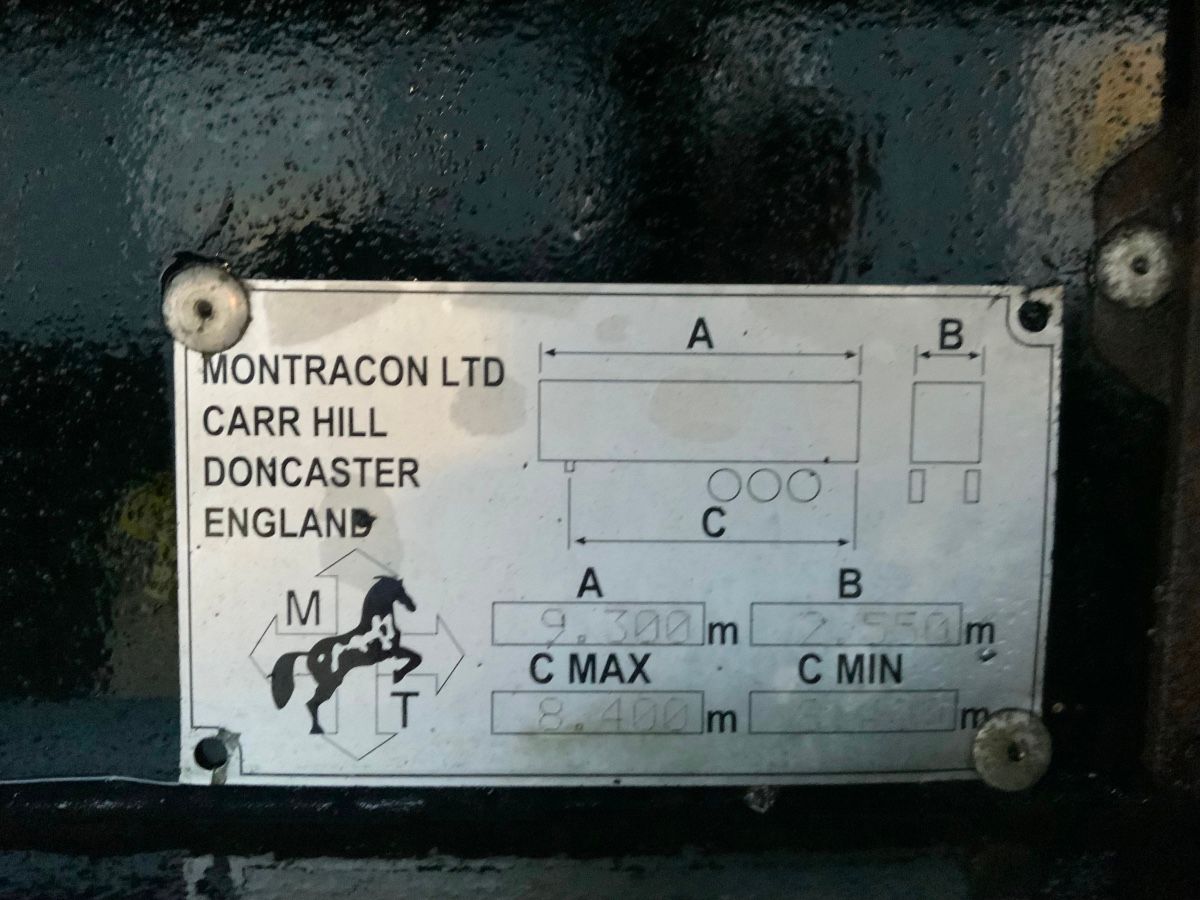 MONTRACON LTD
CARR HILL
DONCASTER
ENGLAND
M
T
A
B
C
A
B
9.300 m
2.550 m
C MAX
C MIN
8.400 m
m